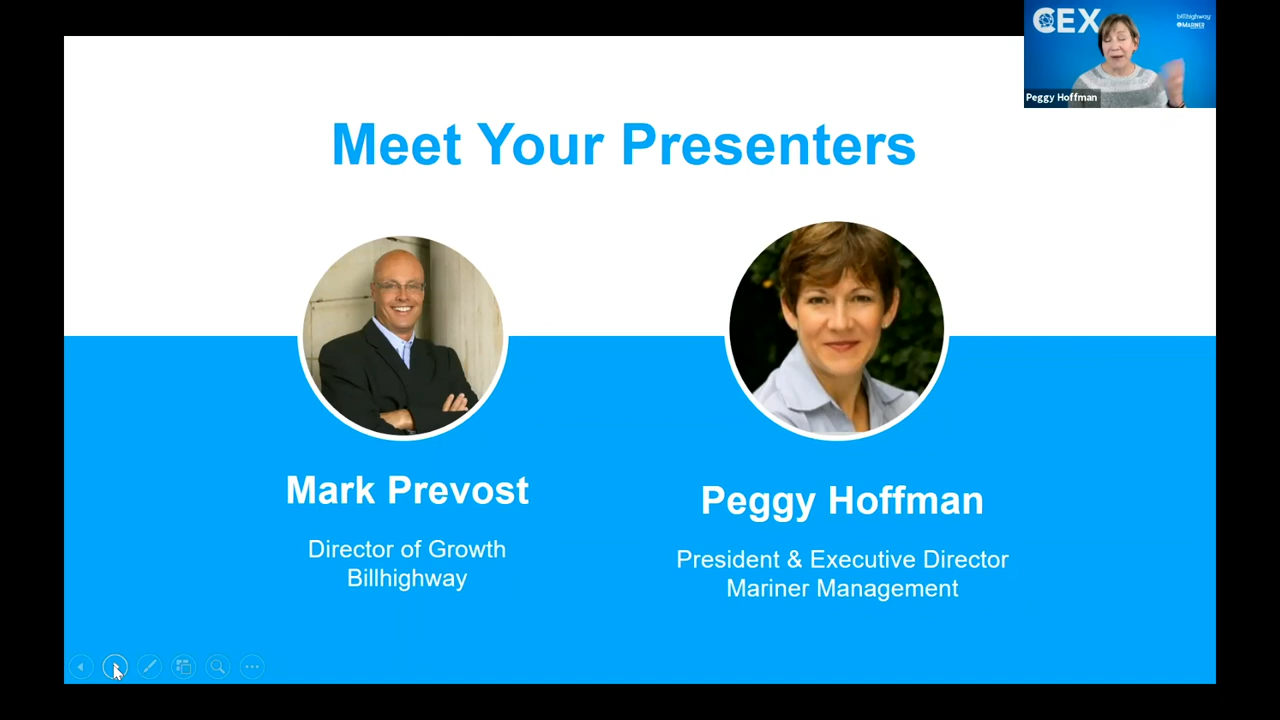 CEX
billhighway
MARINER
Peggy Hoffman
Meet Your Presenters
Mark Prevost
Director of Growth
Billhighway
Peggy Hoffman
President & Executive Director
Mariner Management